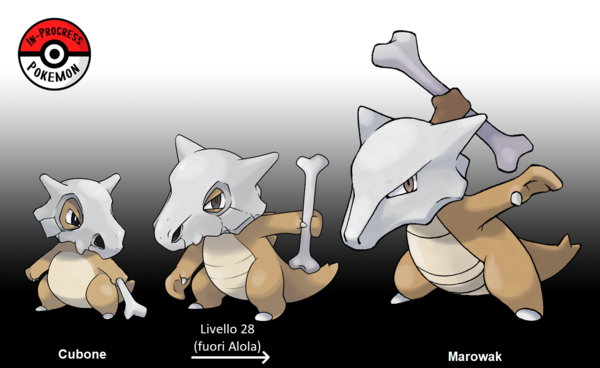 IN-PROGRESS
POKEMON
Livello 28
(fuori Alola)
Cubone
Marowak